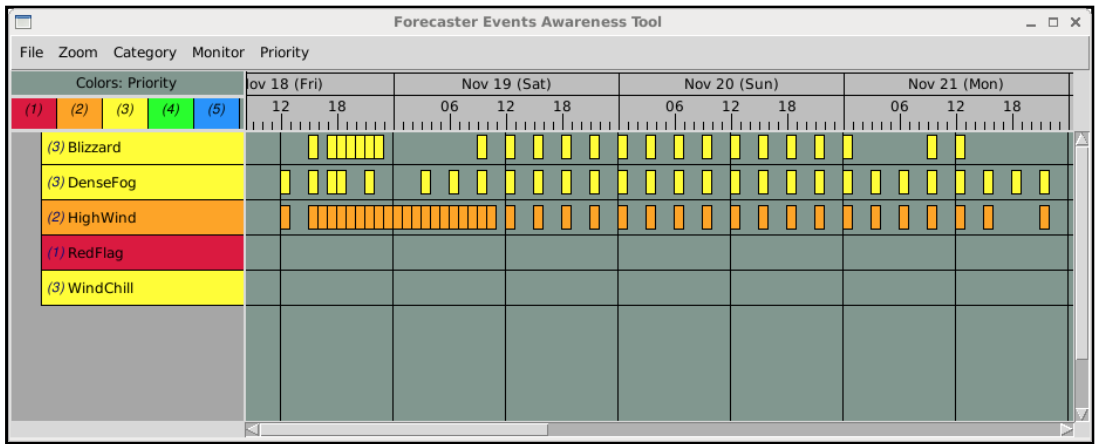 Forecaster Events Awareness Tool
File Zoom Category Monitor Priority
Colors: Priority
ov 18 (Fri) Nov 19 (Sat) Nov 20 (Sun) Nov 21 (Mon)
(1) (2) (3) (4) (5)
12 18 06 12 18 06 12 18 06 12 18
(3) Blizzard
(3) DenseFog
(2) HighWind
(1) RedFlag
(3) WindChill